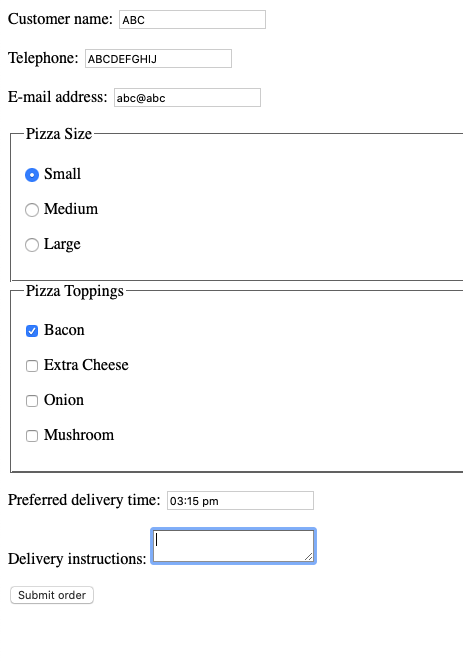 Customer name: ABC
Telephone: ABCDEFGHIJ
E-mail address: abc@abc
Pizza Size
Small
Medium
Large
Pizza Toppings
Bacon
Extra Cheese
Onion
Mushroom
Preferred delivery time: 03:15 pm
Delivery instructions:
Submit order